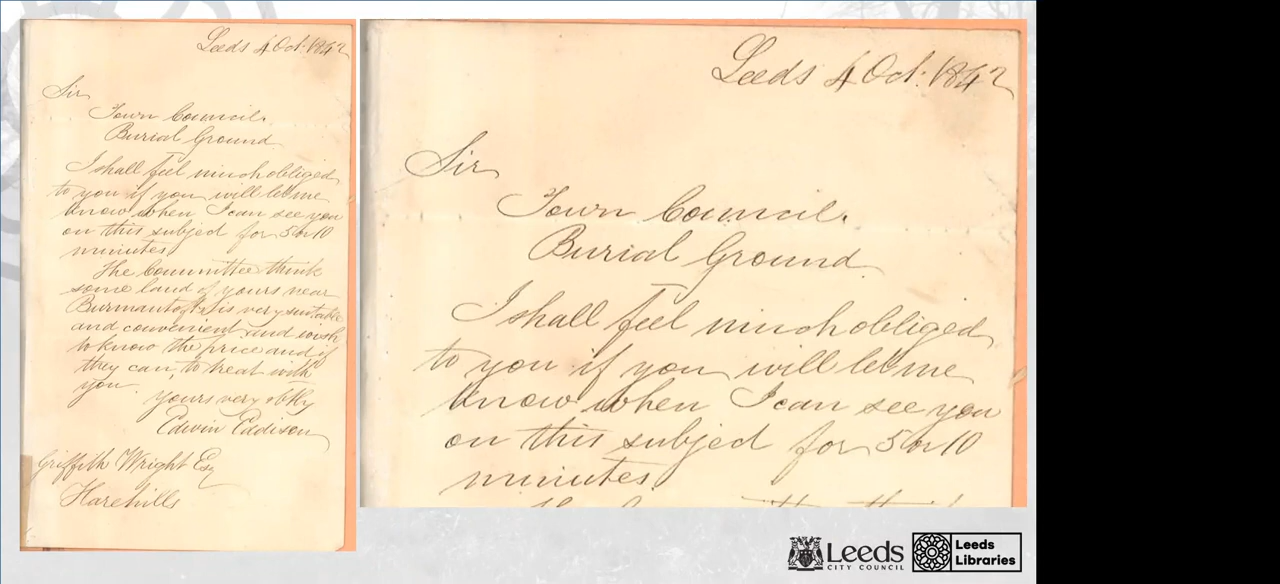 Leeds 4 Oct. 1842
Sir
Town Council.
Burial Ground
I shall feel much obliged
to you if you will let me
know when I can see you
on this subject for 5 or 10
minutes
The Committee think
some land of yours near
Burmantofts is very suitable
and convenient and wish
to know the price and if
they can, to treat with
you
yours very obtly
Edwin Eddison
Griffith Wright Esq
Harehills
Leeds 4 Oct. 1842
Sir
Town Council.
Burial Ground
I shall feel much obliged
to you if you will let me
know when I can see you
on this subject for 5 or 10
minutes
Leeds
CITY COUNCIL
Leeds
Libraries